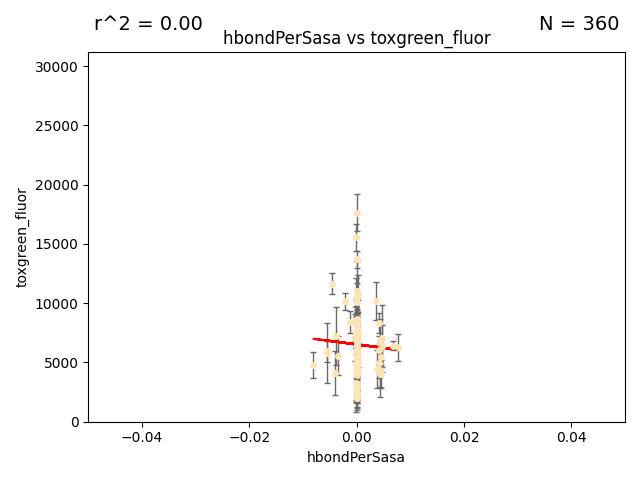 r^2 = 0.00
N = 360
hbondPerSasa vs toxgreen_fluor
30000
25000
20000
15000
10000
5000
0
toxgreen_fluor
−0.04
−0.02
0.00
0.02
0.04
hbondPerSasa